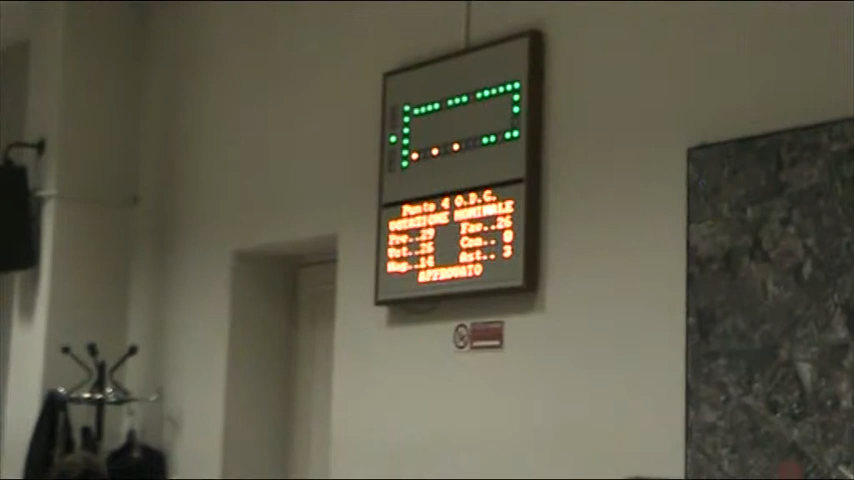 Punto 4 O.D.G.
VOTAZIONE NOMINALE
Pre..29 Fav..26
Vot..26 Con.. 0
Mag..14 Ast.. 3
APPROVATO